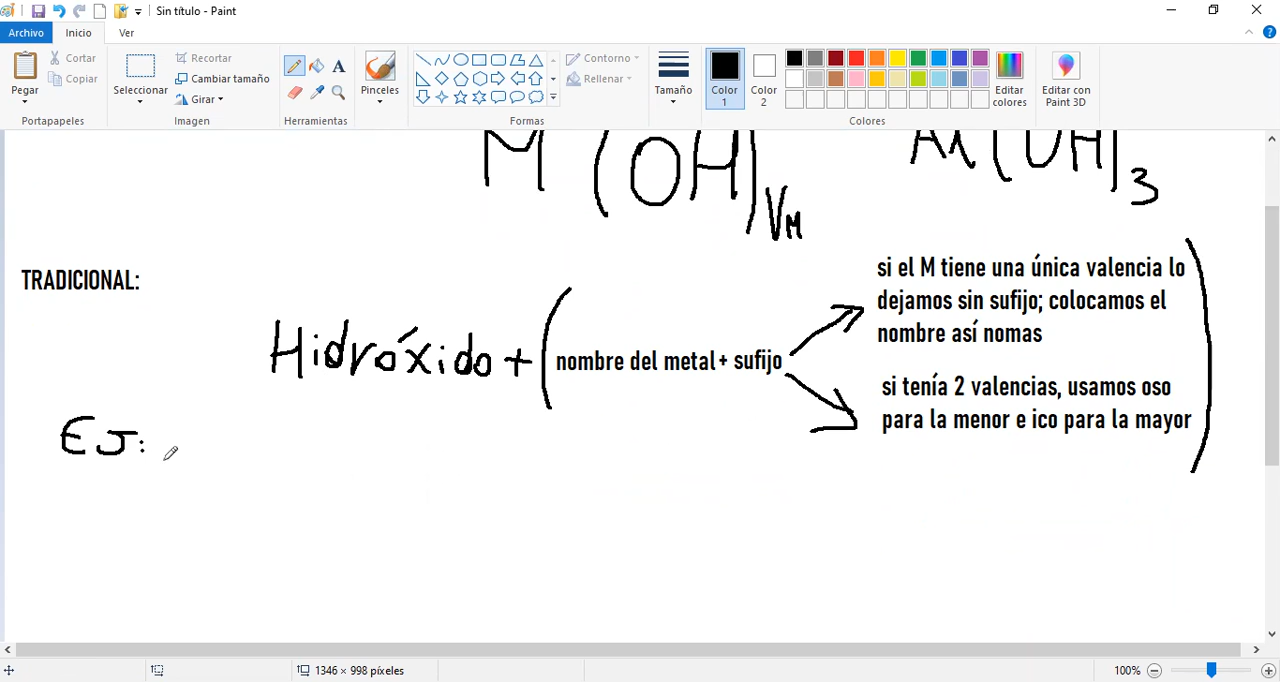 Sin título - Paint
Archivo Inicio Ver
Pegar
Cortar
Copiar
Portapapeles
Seleccionar
Recortar
Cambiar tamaño
Girar
Imagen
A
Herramientas
Pinceles
Contorno
Rellenar
Formas
Tamaño
Color 1
Color 2
Editar colores
Editar con Paint 3D
Colores
M (OH)VM Al(OH)3
TRADICIONAL:
si el M tiene una única valencia lo
dejamos sin sufijo; colocamos el
nombre así nomas
Hidróxido + ( nombre del metal + sufijo
si tenía 2 valencias, usamos oso
para la menor e ico para la mayor )
EJ:
1346 × 998 píxeles
100%